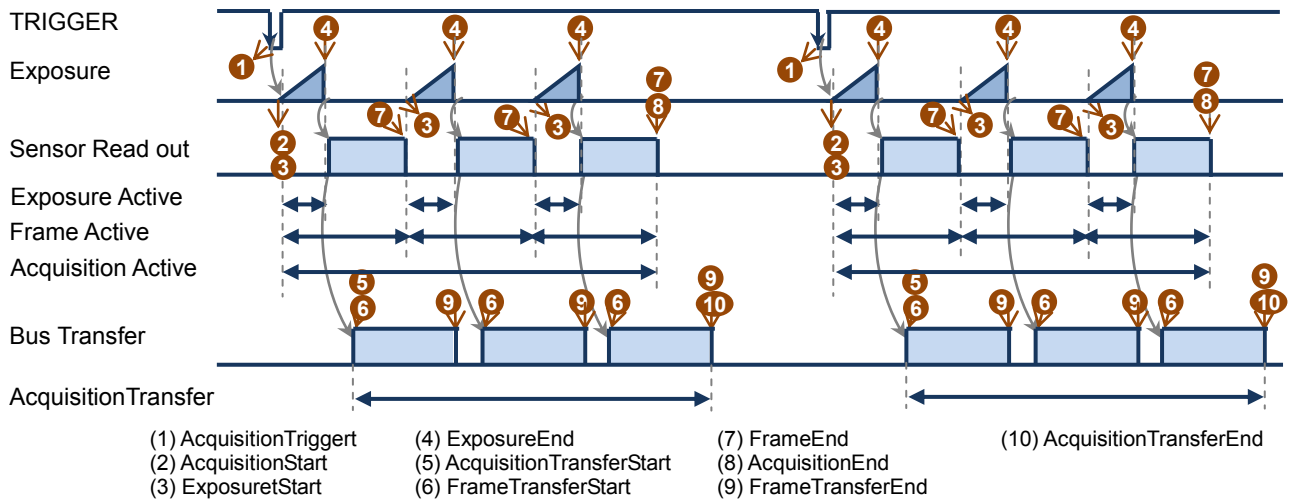 TRIGGER
4 4 4 4 4 4
1 1
Exposure
7 7
8 8
7 3 7 3 7 3 7 3
2 2
Sensor Read out
3 3
Exposure Active
Frame Active
Acquisition Active
5 9 5 9
6 9 6 9 6 10 6 9 6 9 6 10
Bus Transfer
AcquisitionTransfer
(1) AcquisitionTriggert (4) ExposureEnd (7) FrameEnd (10) AcquisitionTransferEnd
(2) AcquisitionStart (5) AcquisitionTransferStart (8) AcquisitionEnd
(3) ExposuretStart (6) FrameTransferStart (9) FrameTransferEnd